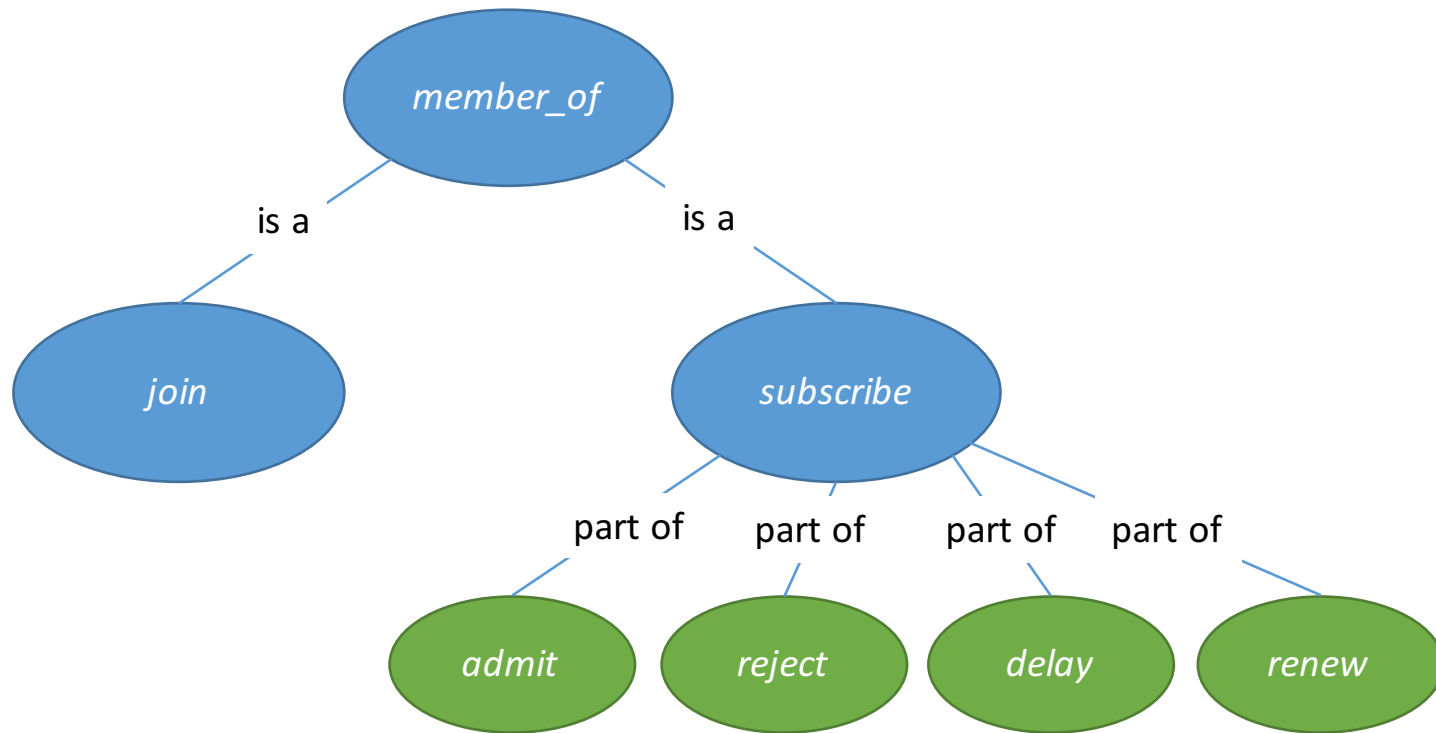 member_of
is a
is a
join
subscribe
part of
part of
part of
part of
admit
reject
delay
renew